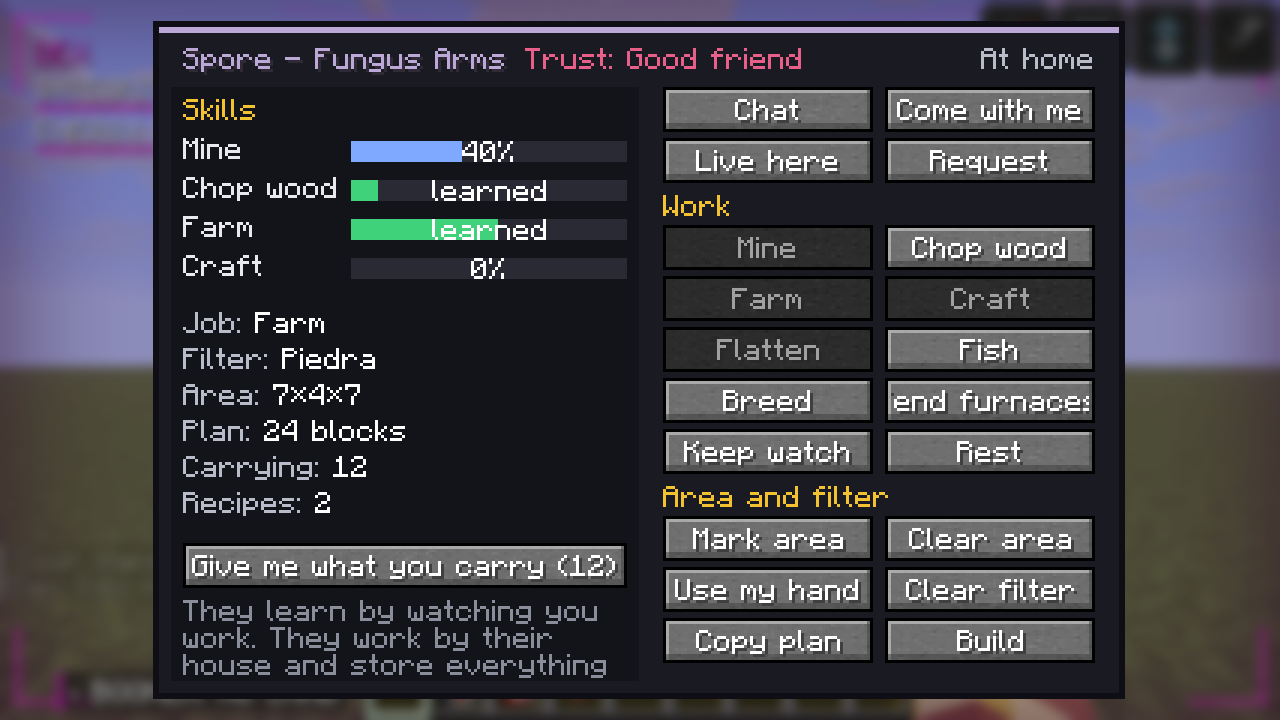 Spore - Fungus Arms Trust: Good friend At home
Skills
Mine 40%
Chop wood learned
Farm learned
Craft 0%
Job: Farm
Filter: Piedra
Area: 7×4×7
Plan: 24 blocks
Carrying: 12
Recipes: 2
Give me what you carry (12)
They learn by watching you
work. They work by their
house and store everything
Chat Come with me
Live here Request
Work
Mine Chop wood
Farm Craft
Flatten Fish
Breed end furnaces
Keep watch Rest
Area and filter
Mark area Clear area
Use my hand Clear filter
Copy plan Build